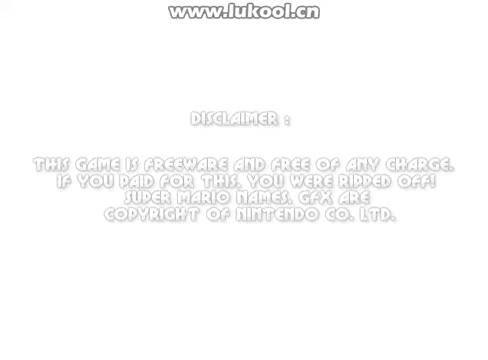 www.lukool.cn
DISCLAIMER :
THIS GAME IS FREEWARE AND FREE OF ANY CHARGE.
IF YOU PAID FOR THIS, YOU WERE RIPPED OFF!
SUPER MARIO NAMES, GFX ARE
COPYRIGHT OF NINTENDO CO. LTD.